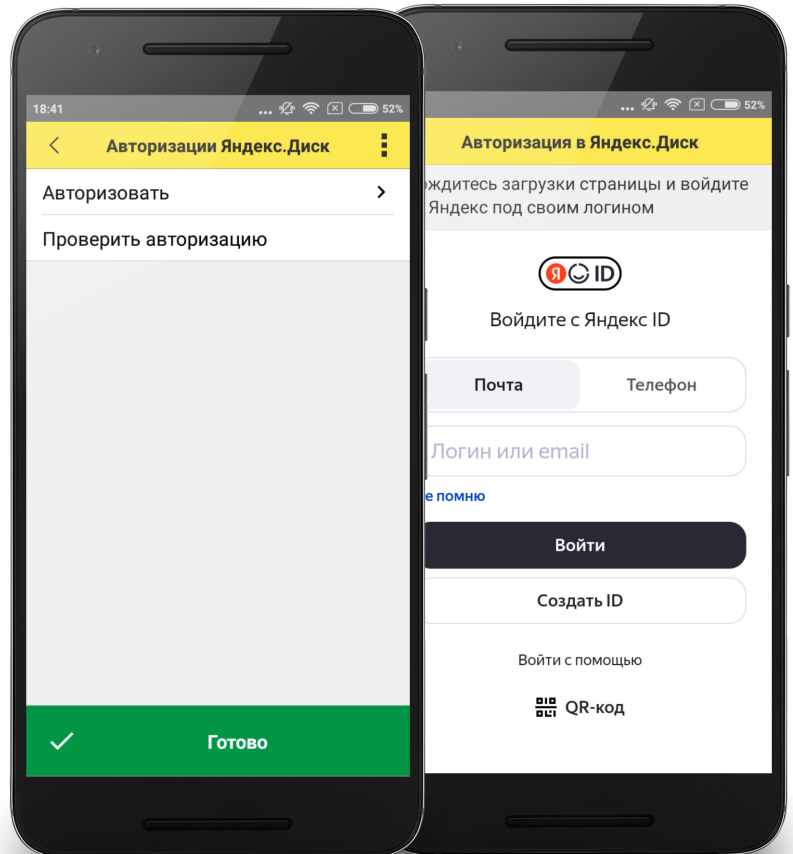 18:41
... 52%
Авторизации Яндекс.Диск
Авторизовать
Проверить авторизацию
Готово
... 52%
Авторизация в Яндекс.Диск
ождитесь загрузки страницы и войдите
Яндекс под своим логином
Я ID
Войдите с Яндекс ID
Почта Телефон
Логин или email
е помню
Войти
Создать ID
Войти с помощью
QR-код